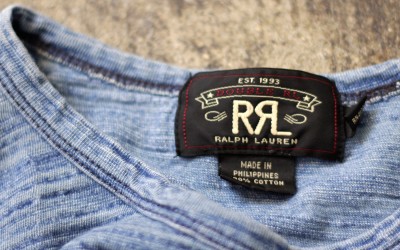 EST. 1993
DOUBLE RL
RRL
RALPH LAUREN
MADE IN
PHILIPPINES
COTTON